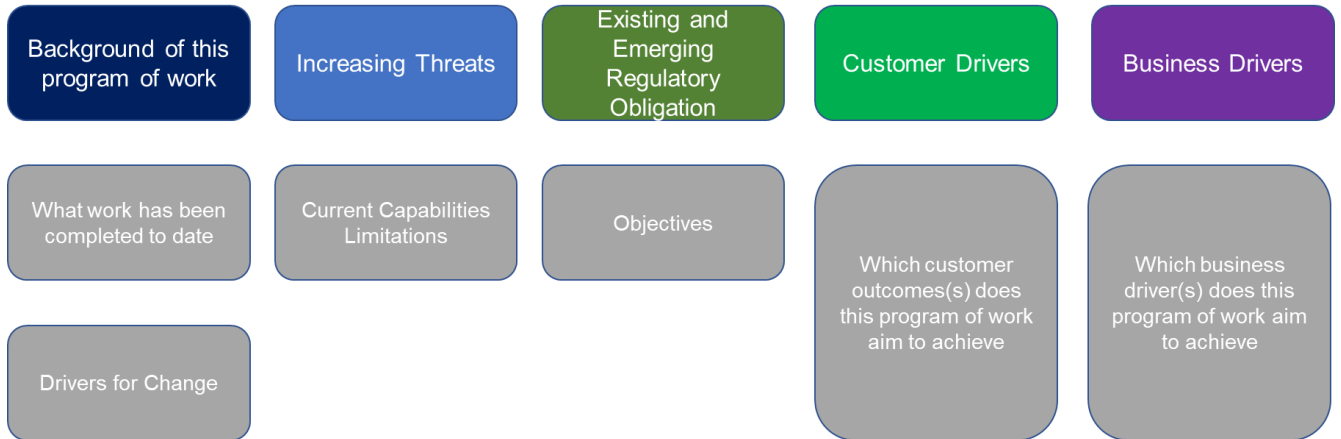 Background of this
program of work
Increasing Threats
Existing and
Emerging
Regulatory
Obligation
Customer Drivers
Business Drivers
What work has been
completed to date
Current Capabilities
Limitations
Objectives
Which customer
outcomes(s) does
this program of work
aim to achieve
Which business
driver(s) does this
program of work aim
to achieve
Drivers for Change